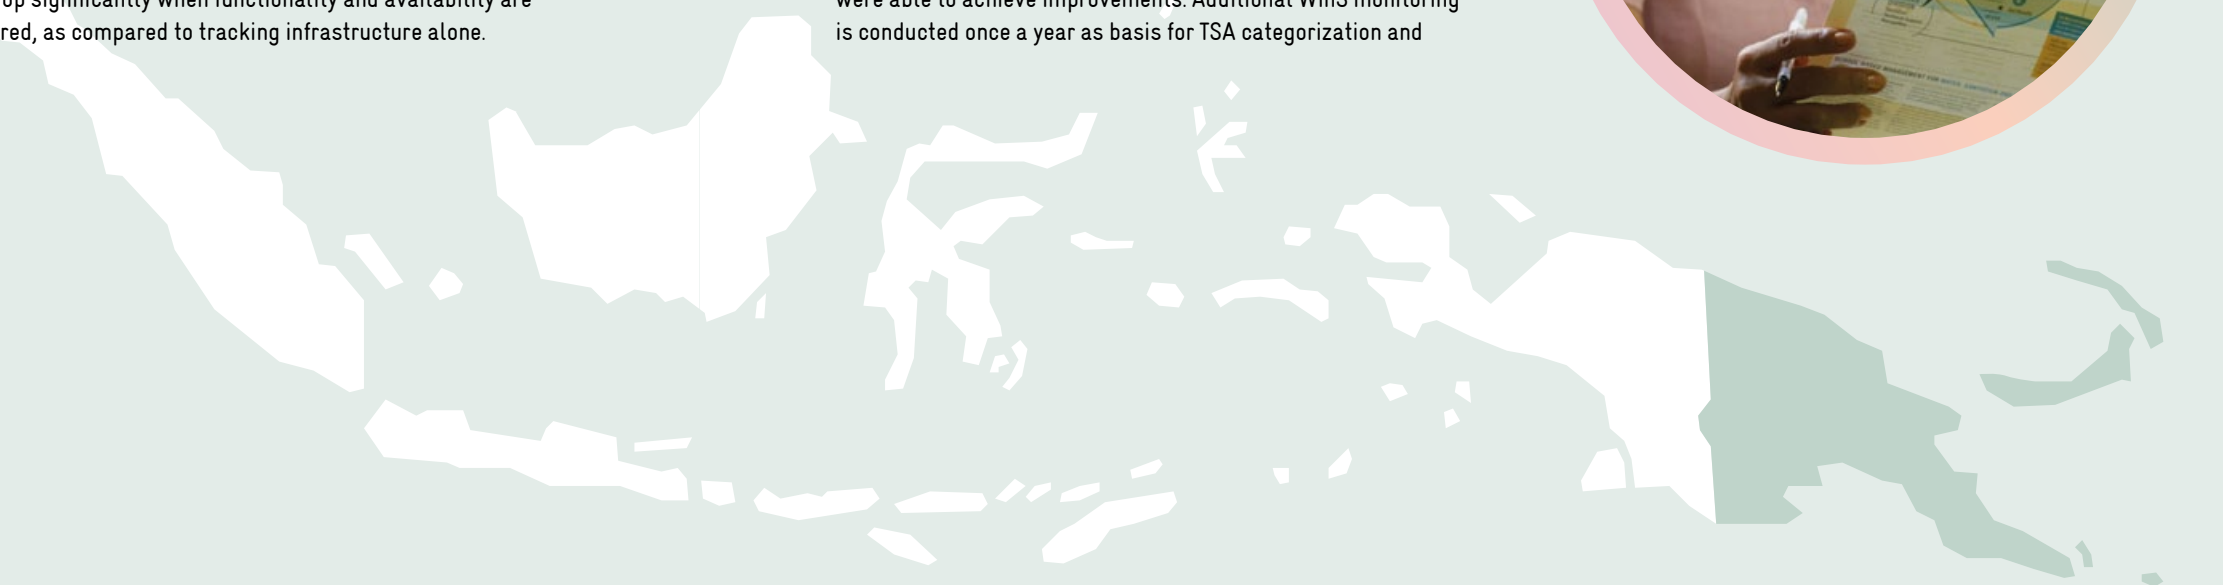 up significantly when functionality and availability are
red, as compared to tracking infrastructure alone.
were able to achieve improvements. Additional WinS monitoring
is conducted once a year as basis for TSA categorization and